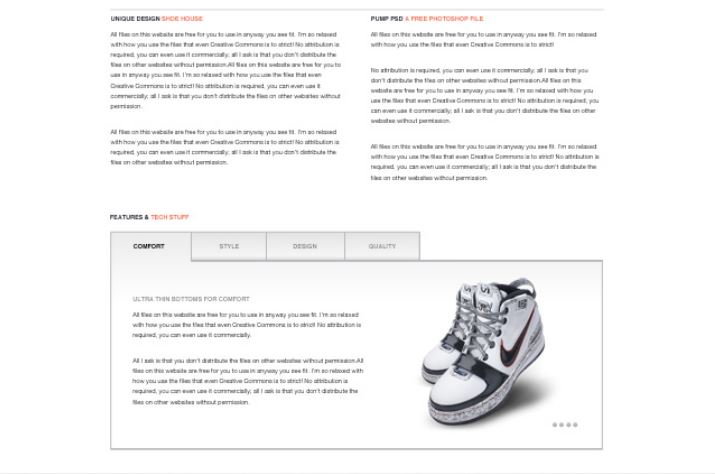 UNIQUE DESIGN SHOE HOUSE
All files on this website are free for you to use in anyway you see fit. I'm so relaxed
with how you use the files that even Creative Commons is to strict! No attribution is
required, you can even use it commercially; all I ask is that you don't distribute the
files on other websites without permission.All files on this website are free for you to
use in anyway you see fit. I'm so relaxed with how you use the files that even
Creative Commons is to strict! No attribution is required, you can even use it
commercially; all I ask is that you don't distribute the files on other websites without
permission.
All files on this website are free for you to use in anyway you see fit. I'm so relaxed
with how you use the files that even Creative Commons is to strict! No attribution is
required, you can even use it commercially; all I ask is that you don't distribute the
files on other websites without permission.
PUMP PSD A FREE PHOTOSHOP FILE
All files on this website are free for you to use in anyway you see fit. I'm so relaxed
with how you use the files that even Creative Commons is to strict!
No attribution is required, you can even use it commercially; all I ask is that you
don't distribute the files on other websites without permission.All files on this
website are free for you to use in anyway you see fit. I'm so relaxed with how you
use the files that even Creative Commons is to strict! No attribution is required, you
can even use it commercially; all I ask is that you don't distribute the files on other
websites without permission.
All files on this website are free for you to use in anyway you see fit. I'm so relaxed
with how you use the files that even Creative Commons is to strict! No attribution is
required, you can even use it commercially; all I ask is that you don't distribute the
files on other websites without permission.
FEATURES & TECH STUFF
COMFORT STYLE DESIGN QUALITY
ULTRA THIN BOTTOMS FOR COMFORT
All files on this website are free for you to use in anyway you see fit. I'm so relaxed
with how you use the files that even Creative Commons is to strict! No attribution is
required, you can even use it commercially.
All I ask is that you don't distribute the files on other websites without permission.All
files on this website are free for you to use in anyway you see fit. I'm so relaxed with
how you use the files that even Creative Commons is to strict! No attribution is
required, you can even use it commercially; all I ask is that you don't distribute the
files on other websites without permission.